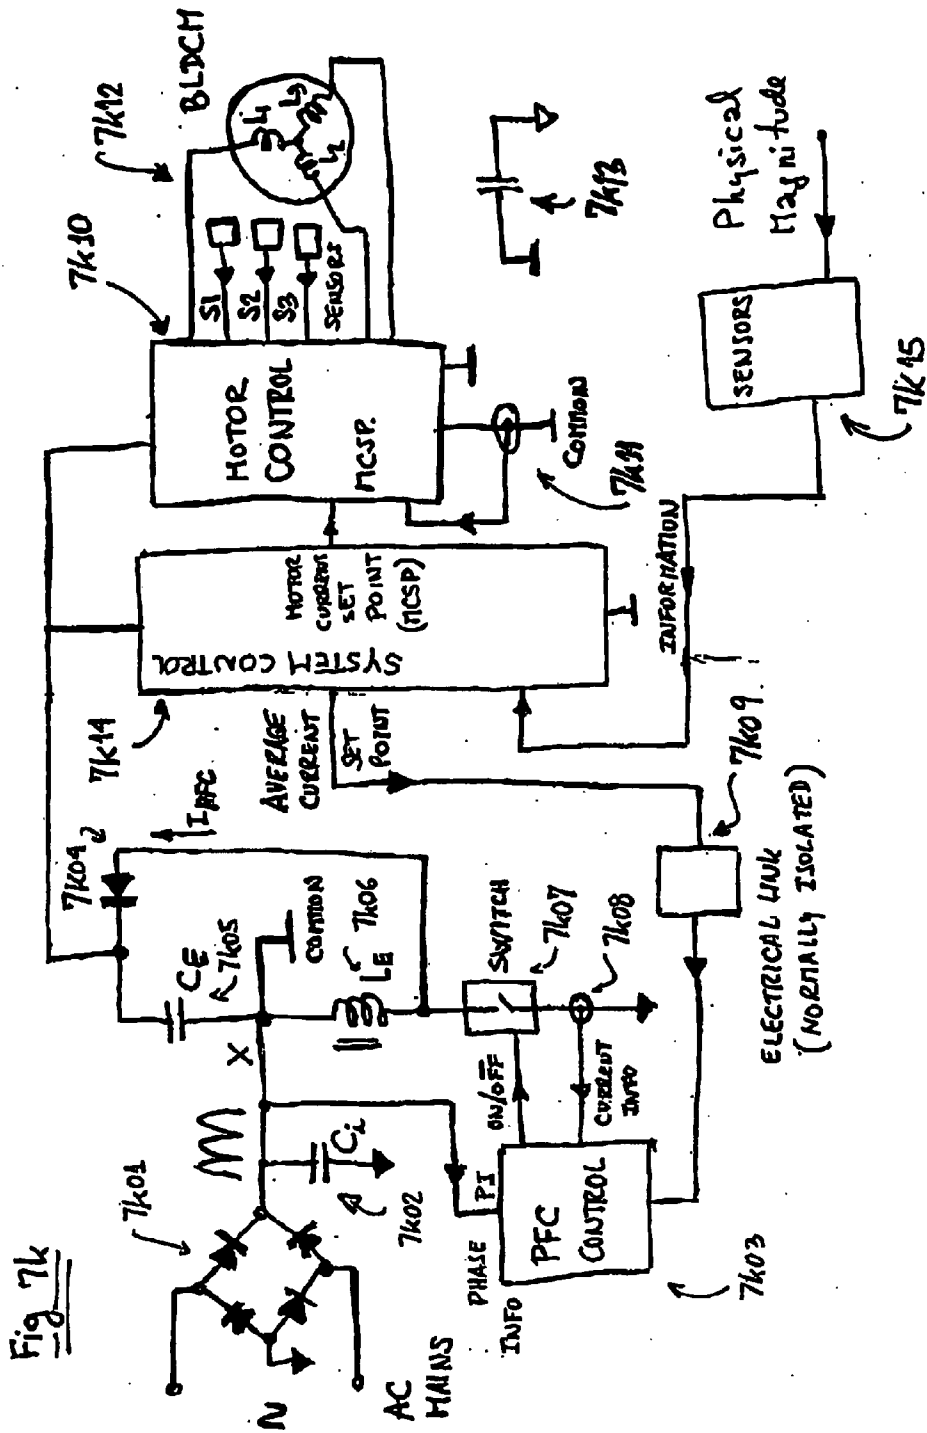 Fig 7k
N
AC
MAINS
7k01
7k02
Ci
X
PHASE
INFO
PI
PFC
CONTROL
7k03
ON/OFF
CURRENT
INFO
SWITCH
7k07
7k08
CE
7k05
COMMON
LE
7k06
7k04
IPFC
ELECTRICAL LINK
(NORMALLY ISOLATED)
7k09
AVERAGE
CURRENT
SET
POINT
7k14
SYSTEM CONTROL
MOTOR
CURRENT
SET
POINT
(MCSP)
INFORMATION
7k10
MOTOR
CONTROL
MCSP.
COMMON
7k11
S1
S2
S3
SENSORS
7k12
BLDCM
L1
L2
L3
7k13
SENSORS
7k15
Physical
Magnitude